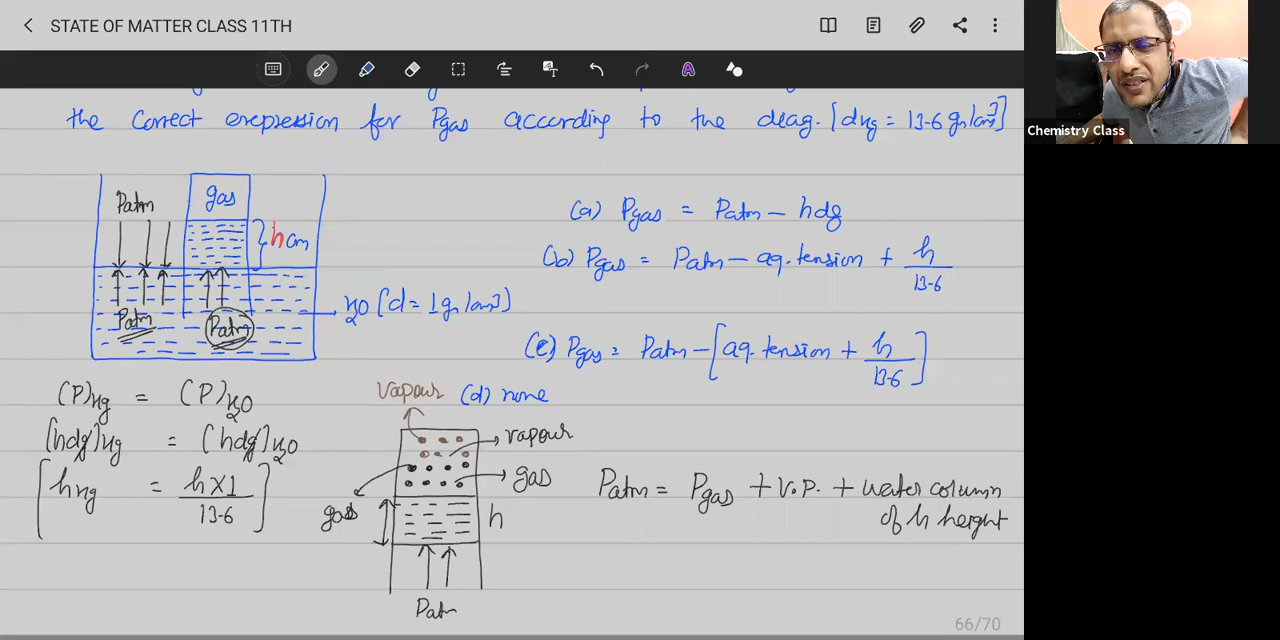 STATE OF MATTER CLASS 11TH
the correct exepression for Pgas according to the diag. [dHg = 13.6 gm/cm³]
Chemistry Class
Patm
gas
h cm
Patm
Patm
H₂O [d = 1 gm/cm³]
(a) Pgas = Patm – hdg
(b) Pgas = Patm – aq. tension + h/13.6
(c) Pgas = Patm – [aq. tension + h/13.6]
(d) none
(P)Hg = (P)H₂O
[hdg]Hg = [hdg]H₂O
[hHg = h×1/13.6]
vapour
vapour
gas
gas
h
Patm
Patm = Pgas + V.P. + water column
of h height
66/70